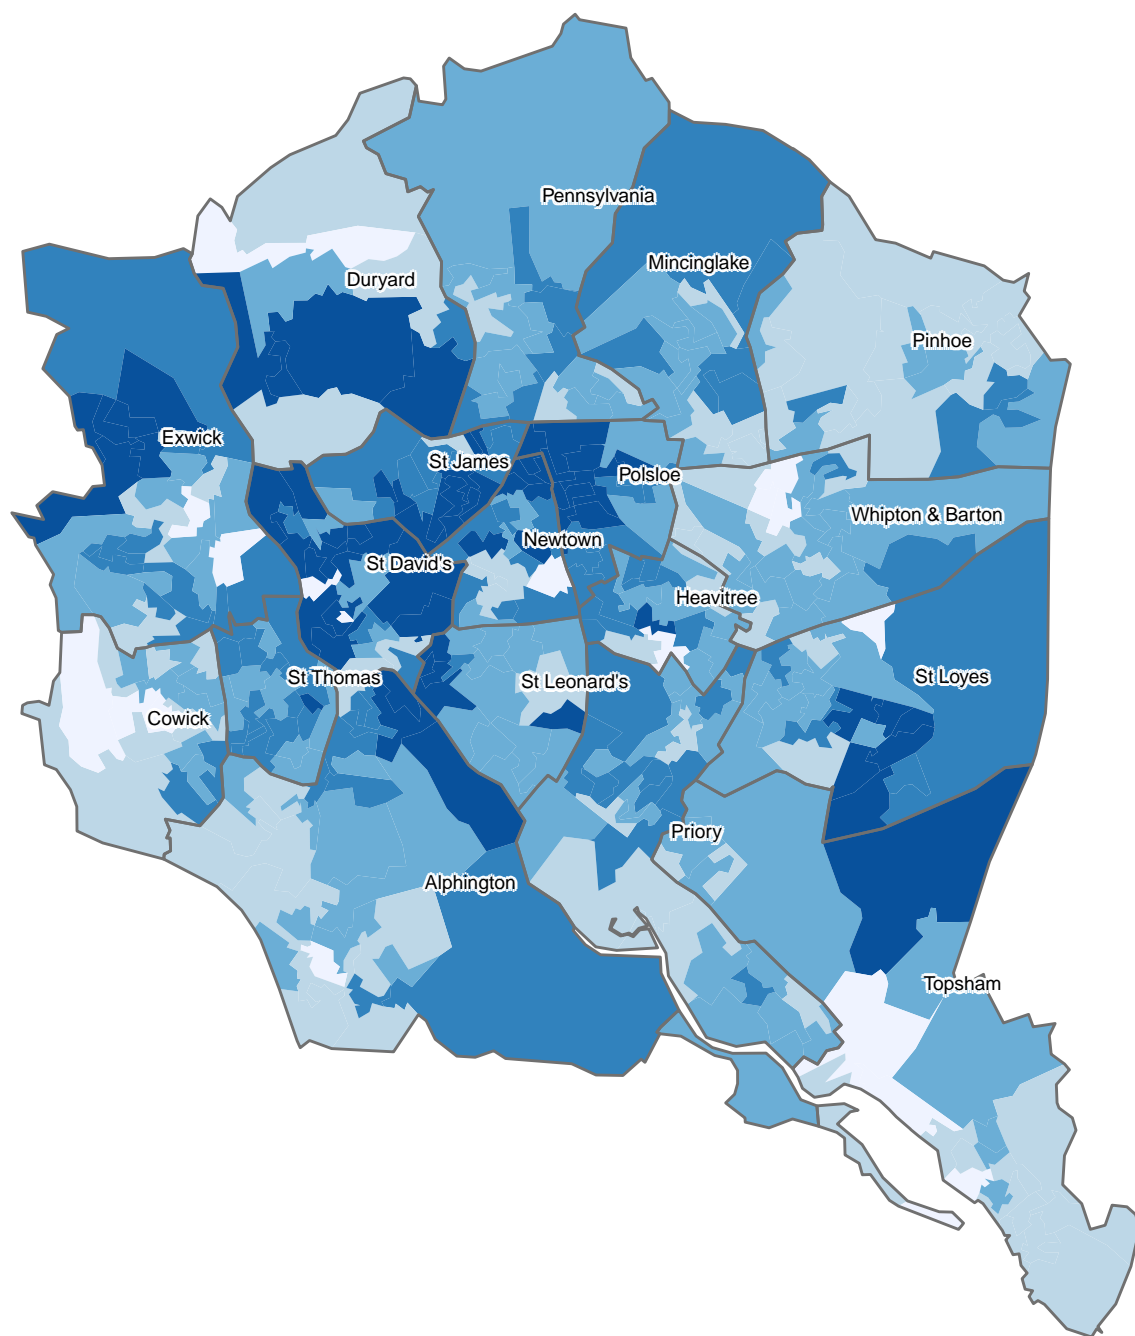 Pennsylvania
Mincinglake
Duryard
Pinhoe
Exwick
St James
Polsloe
Whipton & Barton
Newtown
St David's
Heavitree
St Thomas
St Leonard's
St Loyes
Cowick
Priory
Alphington
Topsham